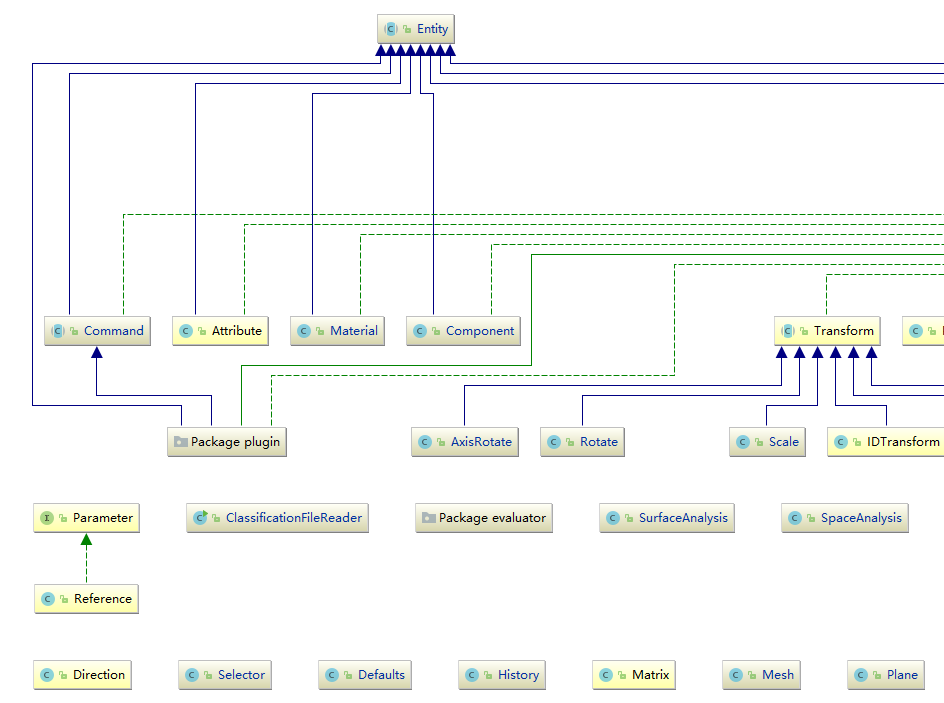 Entity
Command
Attribute
Material
Component
Transform
Package plugin
AxisRotate
Rotate
Scale
IDTransform
Parameter
ClassificationFileReader
Package evaluator
SurfaceAnalysis
SpaceAnalysis
Reference
Direction
Selector
Defaults
History
Matrix
Mesh
Plane